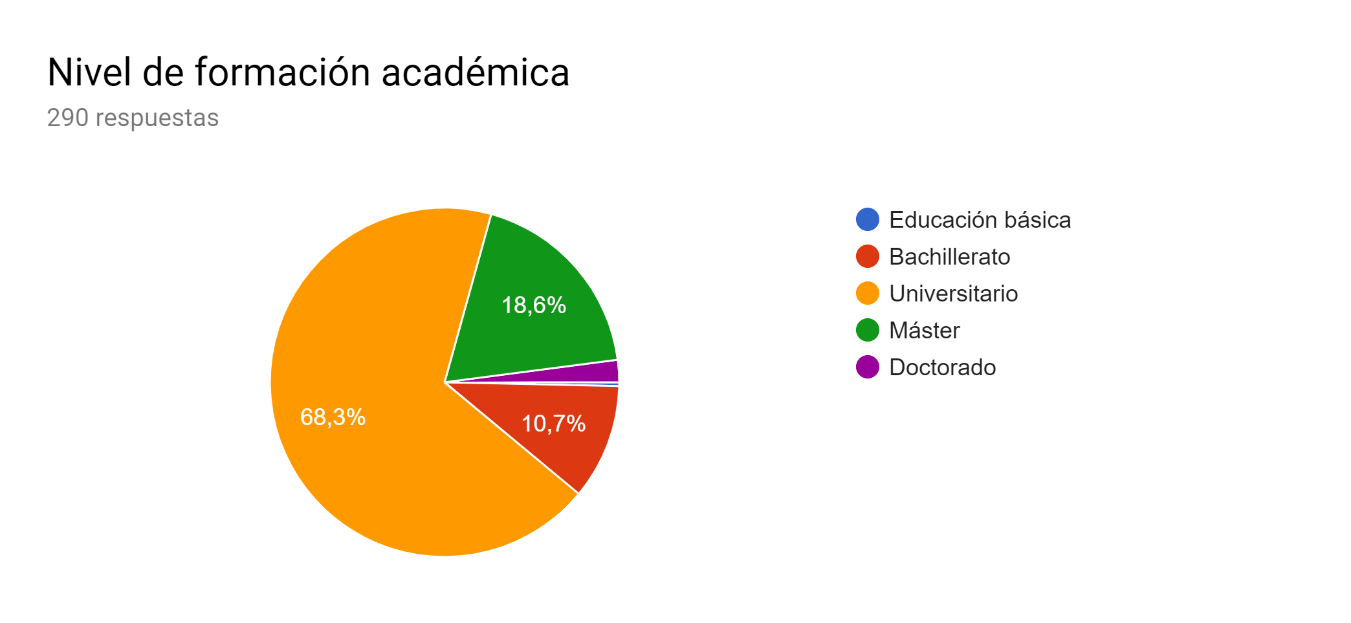 Nivel de formación académica
290 respuestas
18,6%
68,3%
10,7%
Educación básica
Bachillerato
Universitario
Máster
Doctorado